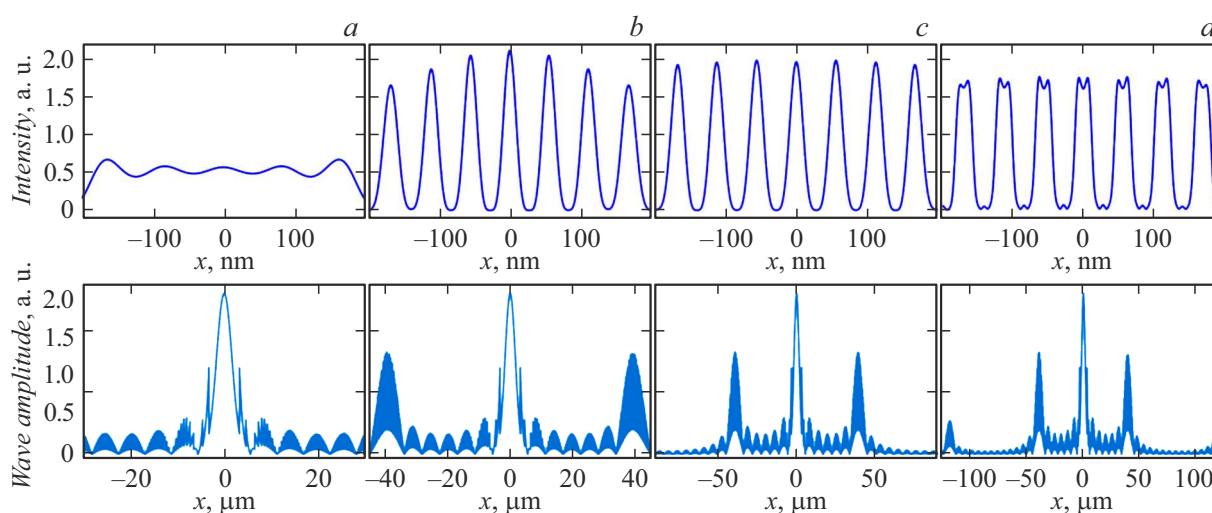 a b c d
Intensity, a. u.
2.0
1.5
1.0
0.5
0
–100 0 100 –100 0 100 –100 0 100 –100 0 100
x, nm x, nm x, nm x, nm
Wave amplitude, a. u.
2.0
1.5
1.0
0.5
0
–20 0 20 –40 –20 0 20 40 –50 0 50 –100 –50 0 50 100
x, μm x, μm x, μm x, μm